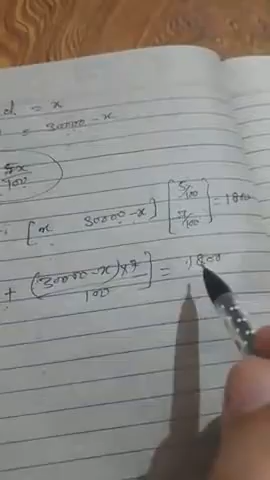 = x
= 30000 - x
5x/100
[x 30000 - x] [5/100 7/100] = 1800
+ (30000 - x) x 7 / 100 ] = 1800